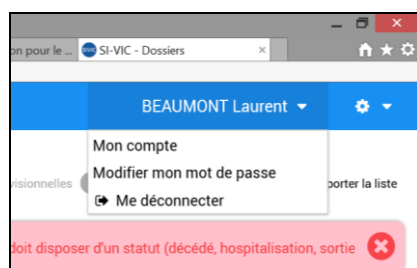 on pour le ... SI-VIC - Dossiers ×
BEAUMONT Laurent
Mon compte
Modifier mon mot de passe
visionnelles porter la liste
Me déconnecter
doit disposer d'un statut (décédé, hospitalisation, sortie